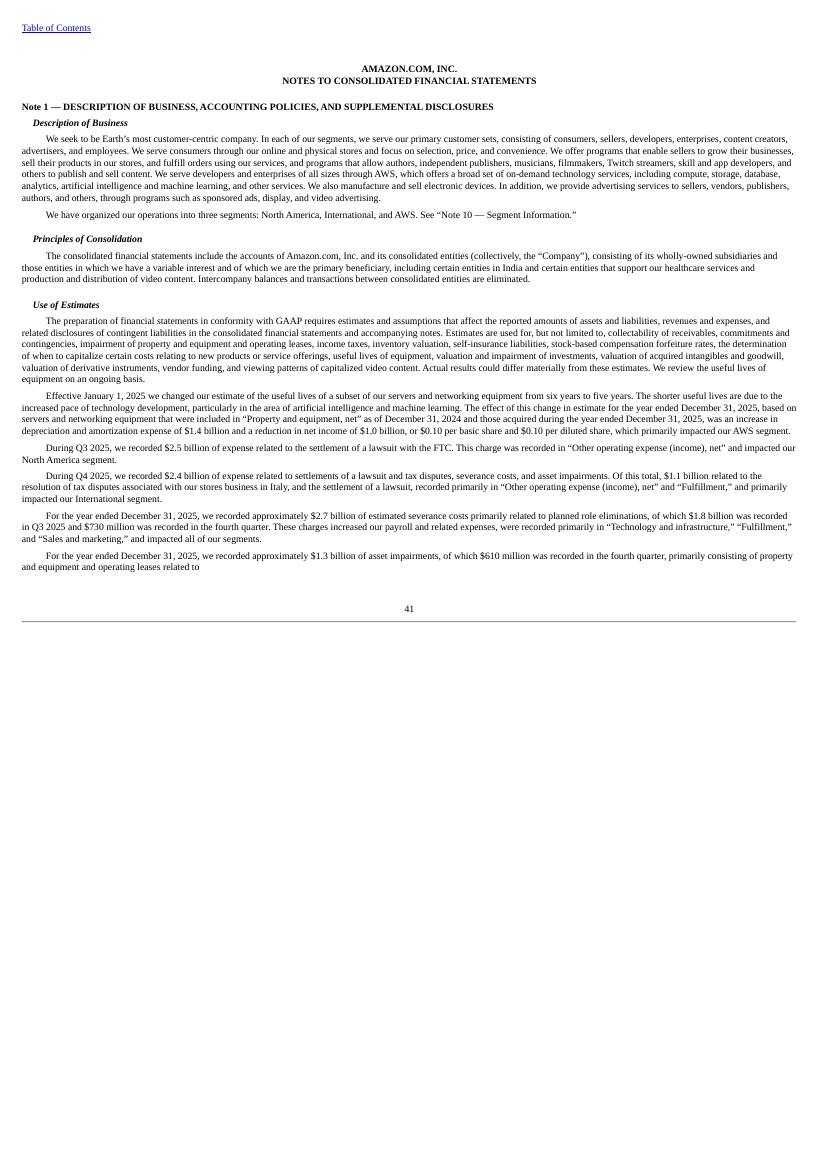 Table of Contents
AMAZON.COM, INC.
NOTES TO CONSOLIDATED FINANCIAL STATEMENTS
Note 1 — DESCRIPTION OF BUSINESS, ACCOUNTING POLICIES, AND SUPPLEMENTAL DISCLOSURES
Description of Business
We seek to be Earth’s most customer-centric company. In each of our segments, we serve our primary customer sets, consisting of consumers, sellers, developers, enterprises, content creators,
advertisers, and employees. We serve consumers through our online and physical stores and focus on selection, price, and convenience. We offer programs that enable sellers to grow their businesses,
sell their products in our stores, and fulfill orders using our services, and programs that allow authors, independent publishers, musicians, filmmakers, Twitch streamers, skill and app developers, and
others to publish and sell content. We serve developers and enterprises of all sizes through AWS, which offers a broad set of on-demand technology services, including compute, storage, database,
analytics, artificial intelligence and machine learning, and other services. We also manufacture and sell electronic devices. In addition, we provide advertising services to sellers, vendors, publishers,
authors, and others, through programs such as sponsored ads, display, and video advertising.
We have organized our operations into three segments: North America, International, and AWS. See “Note 10 — Segment Information.”
Principles of Consolidation
The consolidated financial statements include the accounts of Amazon.com, Inc. and its consolidated entities (collectively, the “Company”), consisting of its wholly-owned subsidiaries and
those entities in which we have a variable interest and of which we are the primary beneficiary, including certain entities in India and certain entities that support our healthcare services and
production and distribution of video content. Intercompany balances and transactions between consolidated entities are eliminated.
Use of Estimates
The preparation of financial statements in conformity with GAAP requires estimates and assumptions that affect the reported amounts of assets and liabilities, revenues and expenses, and
related disclosures of contingent liabilities in the consolidated financial statements and accompanying notes. Estimates are used for, but not limited to, collectability of receivables, commitments and
contingencies, impairment of property and equipment and operating leases, income taxes, inventory valuation, self-insurance liabilities, stock-based compensation forfeiture rates, the determination
of when to capitalize certain costs relating to new products or service offerings, useful lives of equipment, valuation and impairment of investments, valuation of acquired intangibles and goodwill,
valuation of derivative instruments, vendor funding, and viewing patterns of capitalized video content. Actual results could differ materially from these estimates. We review the useful lives of
equipment on an ongoing basis.
Effective January 1, 2025 we changed our estimate of the useful lives of a subset of our servers and networking equipment from six years to five years. The shorter useful lives are due to the
increased pace of technology development, particularly in the area of artificial intelligence and machine learning. The effect of this change in estimate for the year ended December 31, 2025, based on
servers and networking equipment that were included in “Property and equipment, net” as of December 31, 2024 and those acquired during the year ended December 31, 2025, was an increase in
depreciation and amortization expense of $1.4 billion and a reduction in net income of $1.0 billion, or $0.10 per basic share and $0.10 per diluted share, which primarily impacted our AWS segment.
During Q3 2025, we recorded $2.5 billion of expense related to the settlement of a lawsuit with the FTC. This charge was recorded in “Other operating expense (income), net” and impacted our
North America segment.
During Q4 2025, we recorded $2.4 billion of expense related to settlements of a lawsuit and tax disputes, severance costs, and asset impairments. Of this total, $1.1 billion related to the
resolution of tax disputes associated with our stores business in Italy, and the settlement of a lawsuit, recorded primarily in “Other operating expense (income), net” and “Fulfillment,” and primarily
impacted our International segment.
For the year ended December 31, 2025, we recorded approximately $2.7 billion of estimated severance costs primarily related to planned role eliminations, of which $1.8 billion was recorded
in Q3 2025 and $730 million was recorded in the fourth quarter. These charges increased our payroll and related expenses, were recorded primarily in “Technology and infrastructure,” “Fulfillment,”
and “Sales and marketing,” and impacted all of our segments.
For the year ended December 31, 2025, we recorded approximately $1.3 billion of asset impairments, of which $610 million was recorded in the fourth quarter, primarily consisting of property
and equipment and operating leases related to
41